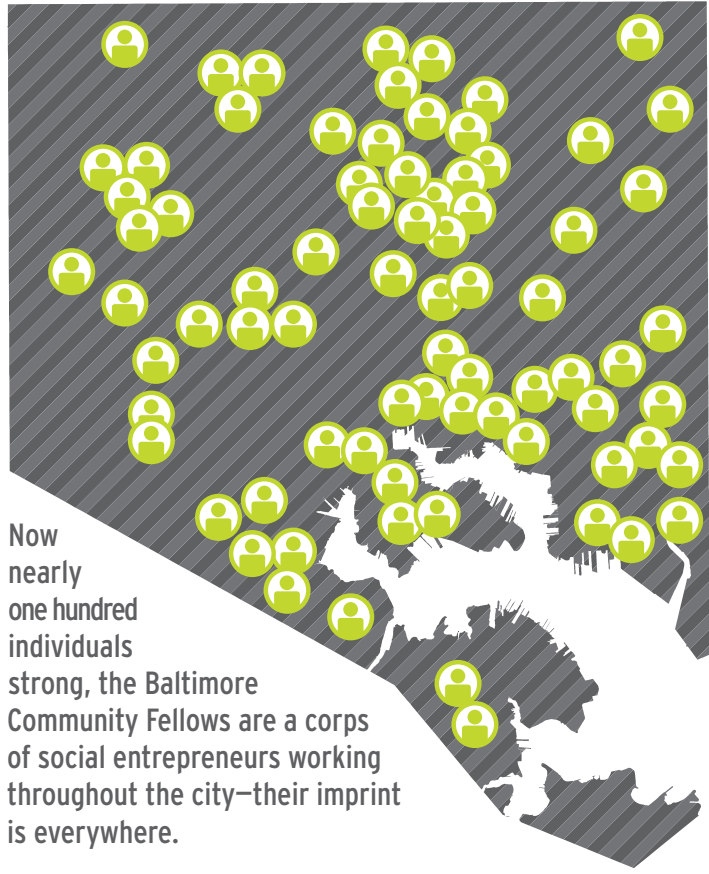 Now
nearly
one hundred
individuals
strong, the Baltimore
Community Fellows are a corps
of social entrepreneurs working
throughout the city—their imprint
is everywhere.